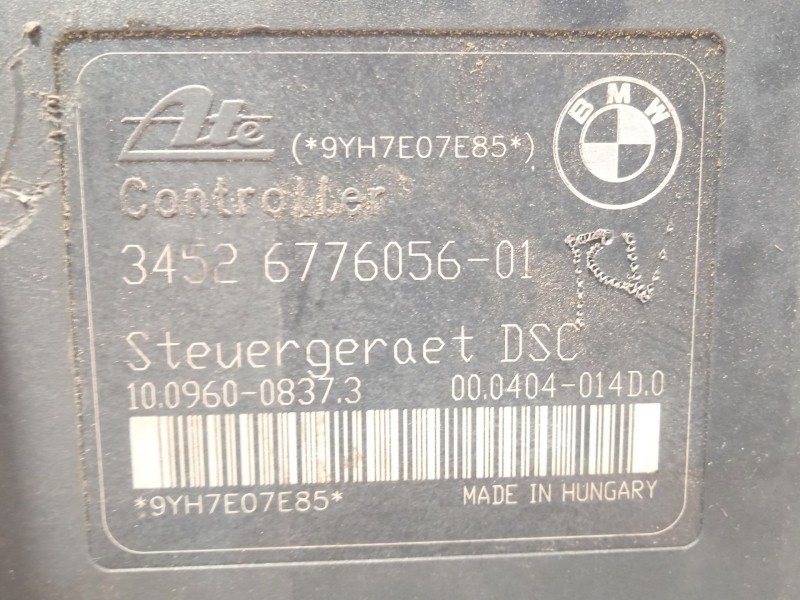 Ate (*9YH7E07E85*) BMW
Controller
3452 6776056-01
Steuergeraet DSC
10.0960-0837.3 00.0404-014D.0
*9YH7E07E85* MADE IN HUNGARY